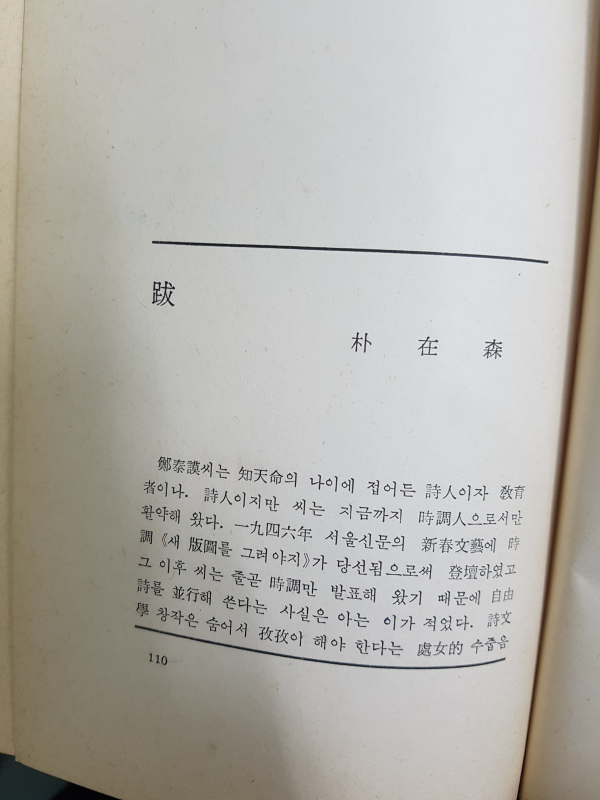 跋
朴在森
鄭泰謨씨는 知天命의 나이에 접어든 詩人이자 敎育
者이다. 詩人이지만 씨는 지금까지 時調人으로서만
활약해 왔다. 一九四六年 서울신문의 新春文藝에 時
調《새 版圖를 그려야지》가 당선됨으로써 登壇하였고
그 이후 씨는 줄곧 時調만 발표해 왔기 때문에 自由
詩를 並行해 쓴다는 사실은 아는 이가 적었다. 詩文
學 창작은 숨어서 孜孜아 해야 한다는 處女的 수줍음
110